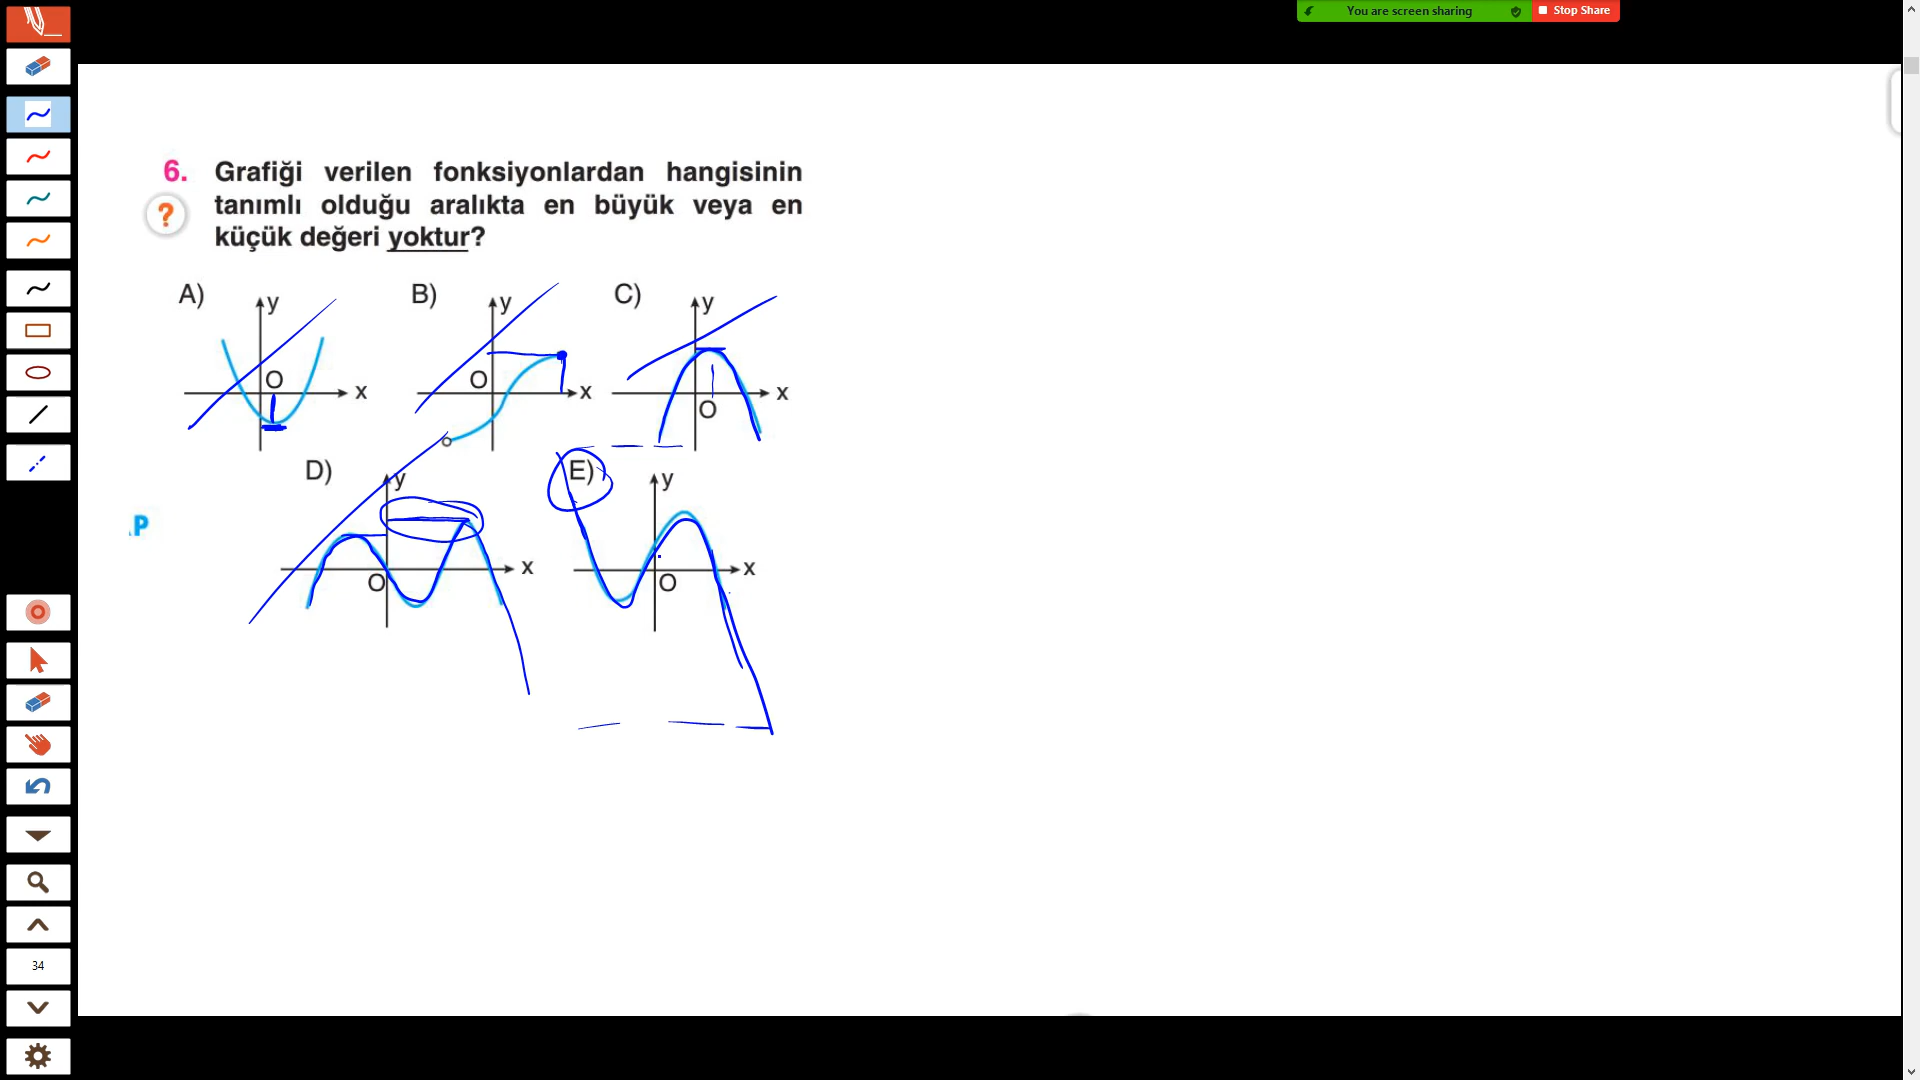 You are screen sharing
Stop Share
6. Grafiği verilen fonksiyonlardan hangisinin
?
tanımlı olduğu aralıkta en büyük veya en
küçük değeri yoktur?
A) y O x
B) y O x
C) y O x
D) y O x
E) y O x
P
34